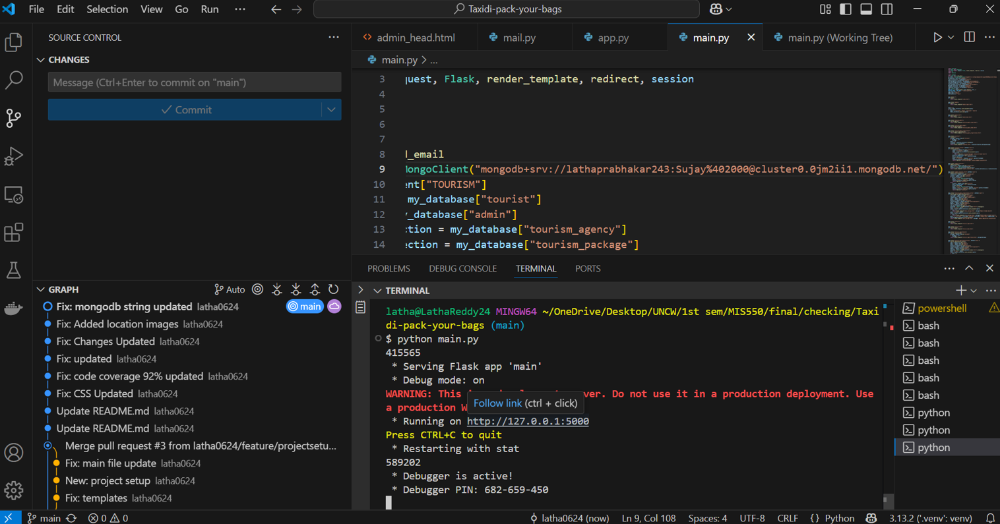 File Edit Selection View Go Run ··· Taxidi-pack-your-bags
SOURCE CONTROL
CHANGES
Message (Ctrl+Enter to commit on "main")
Commit
GRAPH Auto
Fix: mongodb string updated latha0624 main
Fix: Added location images latha0624
Fix: Changes Updated latha0624
Fix: updated latha0624
Fix: code coverage 92% updated latha0624
Fix: CSS Updated latha0624
Update README.md latha0624
Update README.md latha0624
Merge pull request #3 from latha0624/feature/projectsetu...
Fix: main file update latha0624
New: project setup latha0624
Fix: templates latha0624
admin_head.html mail.py app.py main.py main.py (Working Tree)
main.py > ...
3 quest, Flask, render_template, redirect, session
4
5
6
7
8 d_email
9 MongoClient("mongodb+srv://lathaprabhakar243:Sujay%402000@cluster0.0jm2ii1.mongodb.net/")
10 ent["TOURISM"]
11 my_database["tourist"]
12 y_database["admin"]
13 ction = my_database["tourism_agency"]
14 ection = my_database["tourism_package"]
PROBLEMS DEBUG CONSOLE TERMINAL PORTS
TERMINAL
latha@LathaReddy24 MINGW64 ~/OneDrive/Desktop/UNCW/1st sem/MIS550/final/checking/Taxi
di-pack-your-bags (main)
$ python main.py
415565
* Serving Flask app 'main'
* Debug mode: on
WARNING: This ver. Do not use it in a production deployment. Use
Follow link (ctrl + click)
a production
* Running on http://127.0.0.1:5000
Press CTRL+C to quit
* Restarting with stat
589202
* Debugger is active!
* Debugger PIN: 682-659-450
powershell
bash
bash
bash
bash
bash
python
python
python
main 0 0 latha0624 (now) Ln 9, Col 108 Spaces: 4 UTF-8 CRLF {} Python 3.13.2 ('.venv': venv)